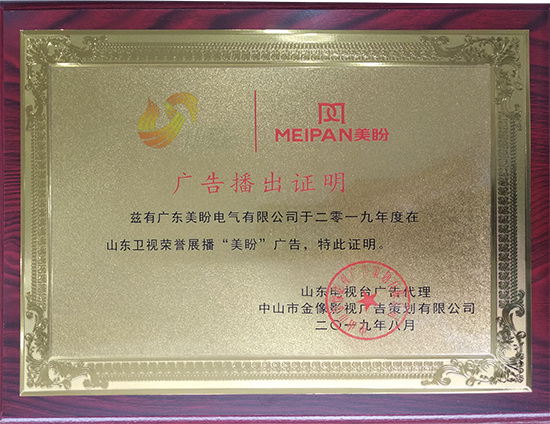 MEIPAN美盼
广告播出证明
兹有广东美盼电气有限公司于二零一九年度在
山东卫视荣誉展播“美盼”广告，特此证明。
山东电视台广告代理
中山市金像影视广告策划有限公司
二〇一九年八月